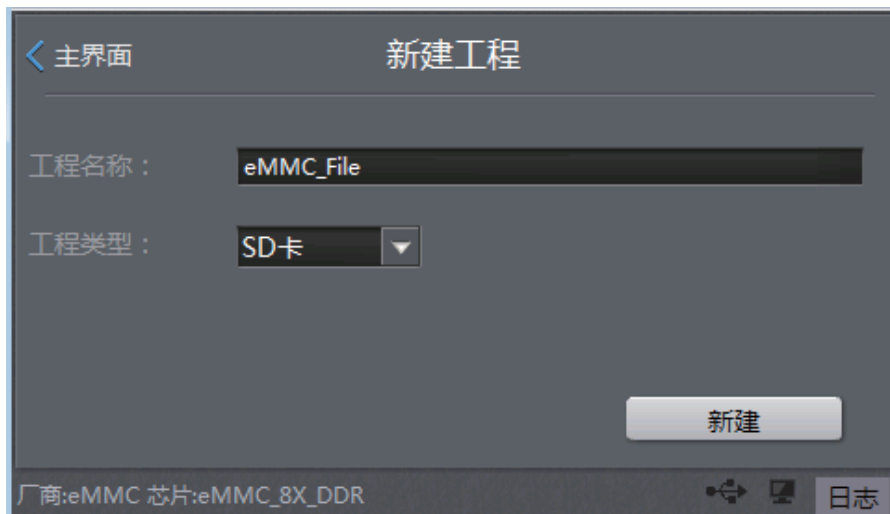 主界面
新建工程
工程名称：
eMMC_File
工程类型：
SD卡
新建
厂商:eMMC 芯片:eMMC_8X_DDR
日志